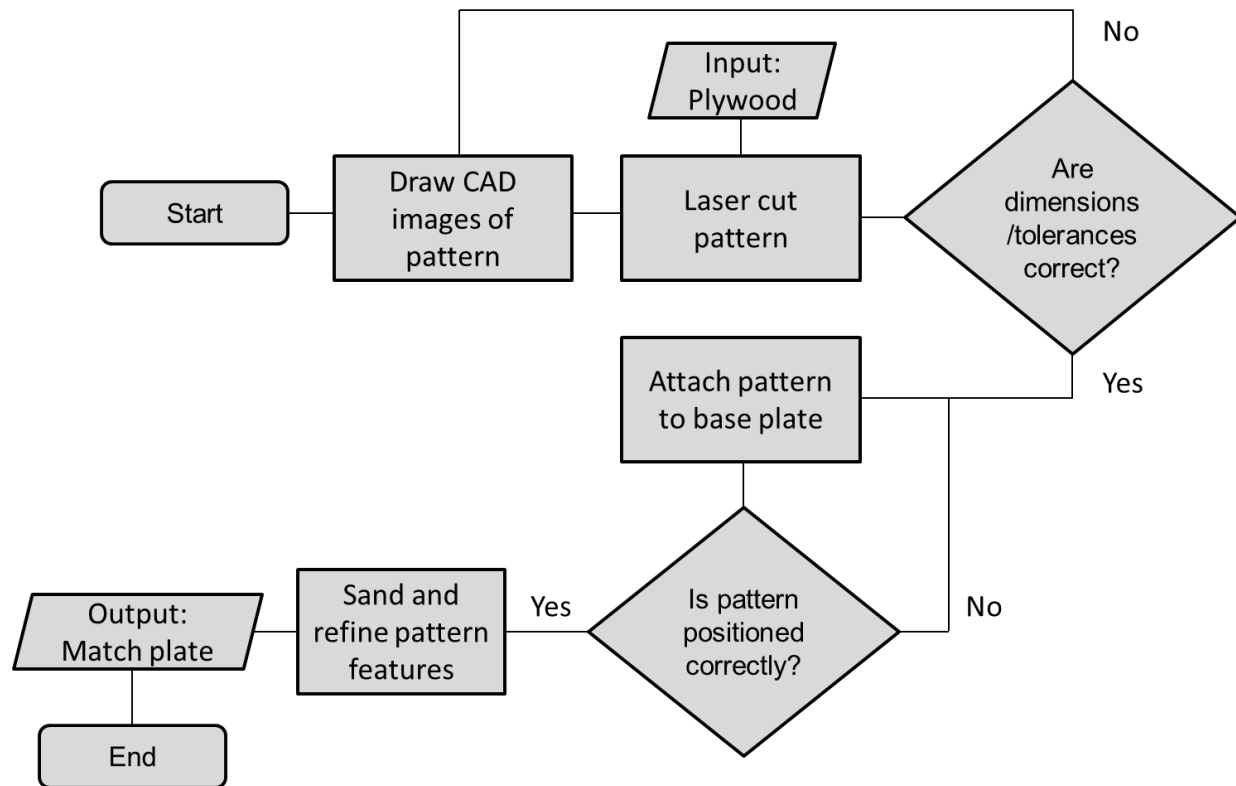 No
Input:
Plywood
Start
Draw CAD
images of
pattern
Laser cut
pattern
Are
dimensions
/tolerances
correct?
Yes
Attach pattern
to base plate
Is pattern
positioned
correctly?
No
Yes
Sand and
refine pattern
features
Output:
Match plate
End